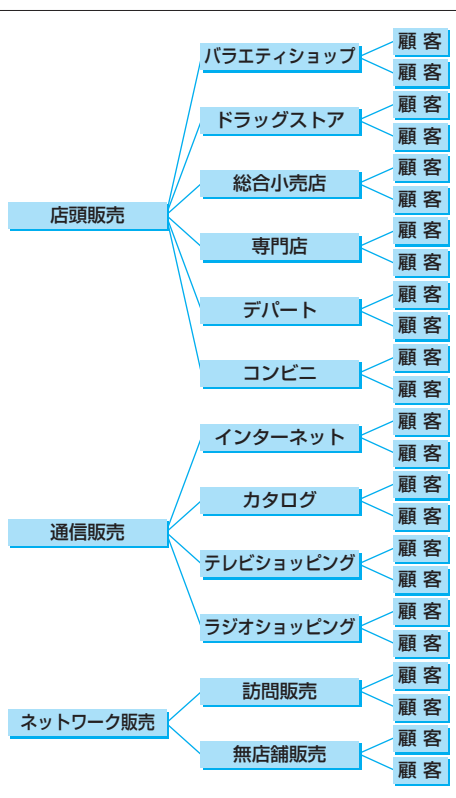 店頭販売
バラエティショップ
顧 客
顧 客
ドラッグストア
顧 客
顧 客
総合小売店
顧 客
顧 客
専門店
顧 客
顧 客
デパート
顧 客
顧 客
コンビニ
顧 客
顧 客
通信販売
インターネット
顧 客
顧 客
カタログ
顧 客
顧 客
テレビショッピング
顧 客
顧 客
ラジオショッピング
顧 客
顧 客
ネットワーク販売
訪問販売
顧 客
顧 客
無店舗販売
顧 客
顧 客